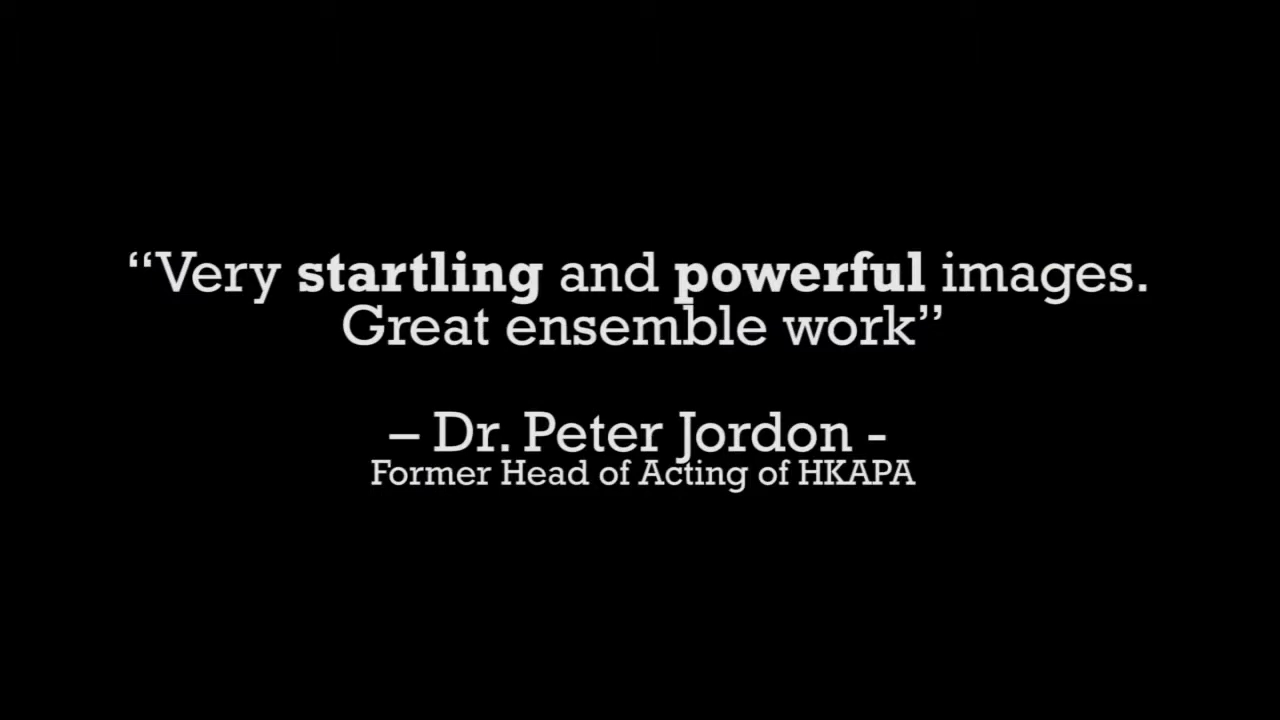 “Very startling and powerful images.
Great ensemble work”
– Dr. Peter Jordon -
Former Head of Acting of HKAPA